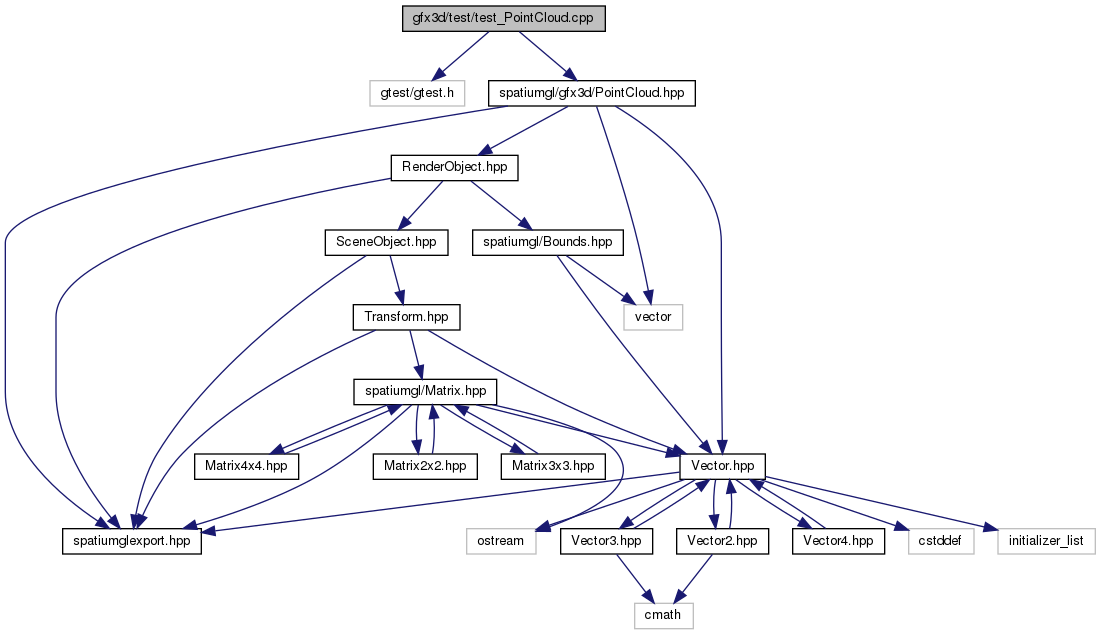 gfx3d/test/test_PointCloud.cpp
gtest/gtest.h
spatiumgl/gfx3d/PointCloud.hpp
RenderObject.hpp
SceneObject.hpp
spatiumgl/Bounds.hpp
Transform.hpp
vector
spatiumgl/Matrix.hpp
Matrix4x4.hpp
Matrix2x2.hpp
Matrix3x3.hpp
Vector.hpp
spatiumglexport.hpp
ostream
Vector3.hpp
Vector2.hpp
Vector4.hpp
cstddef
initializer_list
cmath